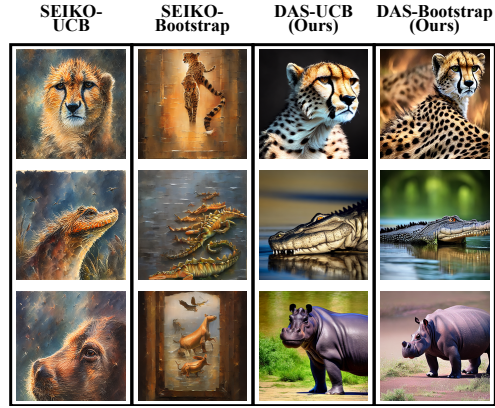 SEIKO-
UCB
SEIKO-
Bootstrap
DAS-UCB
(Ours)
DAS-Bootstrap
(Ours)